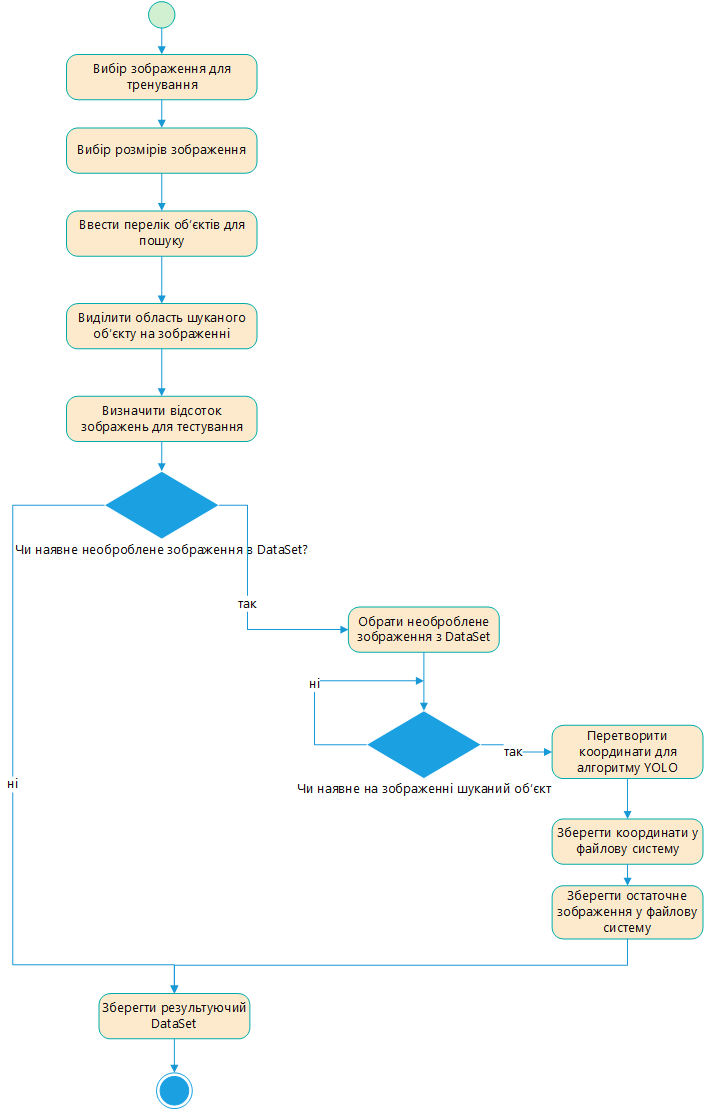 Вибір зображення для
тренування
Вибір розмірів зображення
Ввести перелік об'єктів для
пошуку
Виділити область шуканого
об'єкту на зображенні
Визначити відсоток
зображень для тестування
Чи наявне необроблене зображення в DataSet?
так
Обрати необроблене
зображення з DataSet
ні
так
Перетворити
координати для
алгоритму YOLO
ні
Чи наявне на зображенні шуканий об'єкт
Зберегти координати у
файлову систему
Зберегти остаточне
зображення у файлову
систему
Зберегти результуючий
DataSet